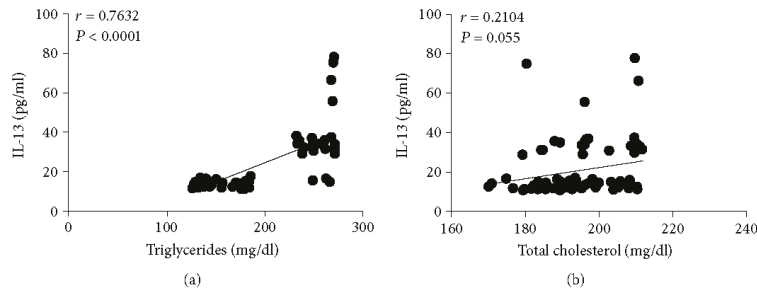 r = 0.7632
P < 0.0001
100
80
60
40
20
0
IL-13 (pg/ml)
0
100
200
300
Triglycerides (mg/dl)
(a)
r = 0.2104
P = 0.055
100
80
60
40
20
0
IL-13 (pg/ml)
160
180
200
220
240
Total cholesterol (mg/dl)
(b)